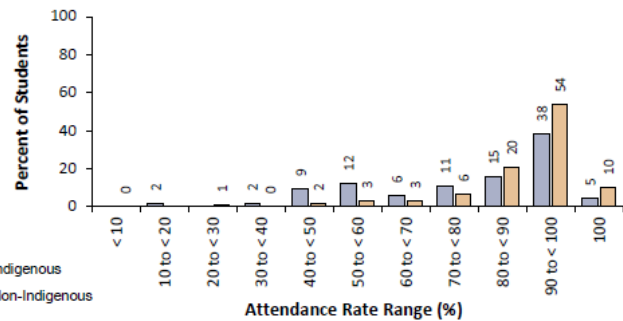 Percent of Students
100
80
60
40
20
0
0
2
1
2
0
9
2
12
3
6
3
11
6
15
20
38
54
5
10
< 10
10 to < 20
20 to < 30
30 to < 40
40 to < 50
50 to < 60
60 to < 70
70 to < 80
80 to < 90
90 to < 100
100
ndigenous
lon-Indigenous
Attendance Rate Range (%)